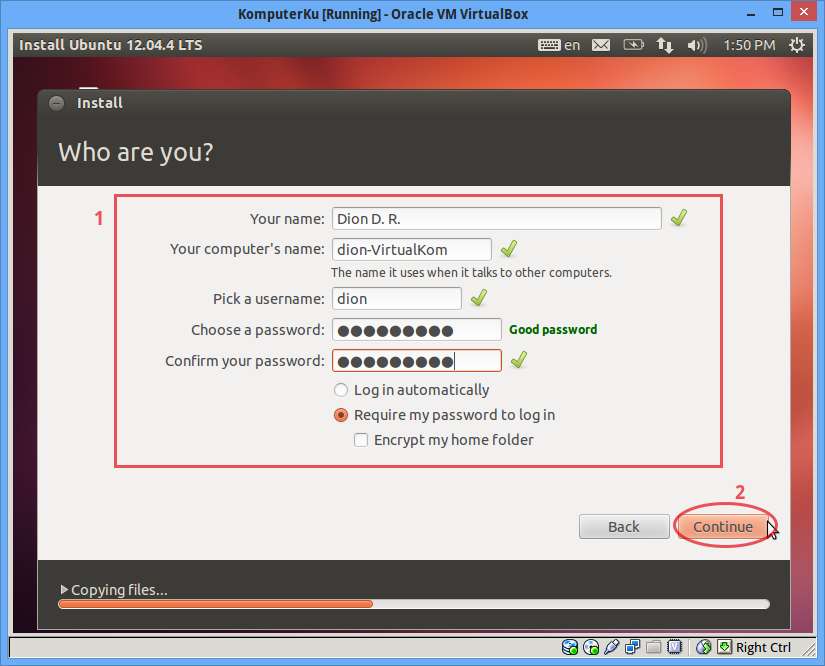 KomputerKu [Running] - Oracle VM VirtualBox
Install Ubuntu 12.04.4 LTS en 1:50 PM
Install
Who are you?
1
Your name: Dion D. R.
Your computer's name: dion-VirtualKom
The name it uses when it talks to other computers.
Pick a username: dion
Choose a password: ●●●●●●●●● Good password
Confirm your password: ●●●●●●●●●
Log in automatically
Require my password to log in
Encrypt my home folder
2
Back Continue
Copying files...
Right Ctrl